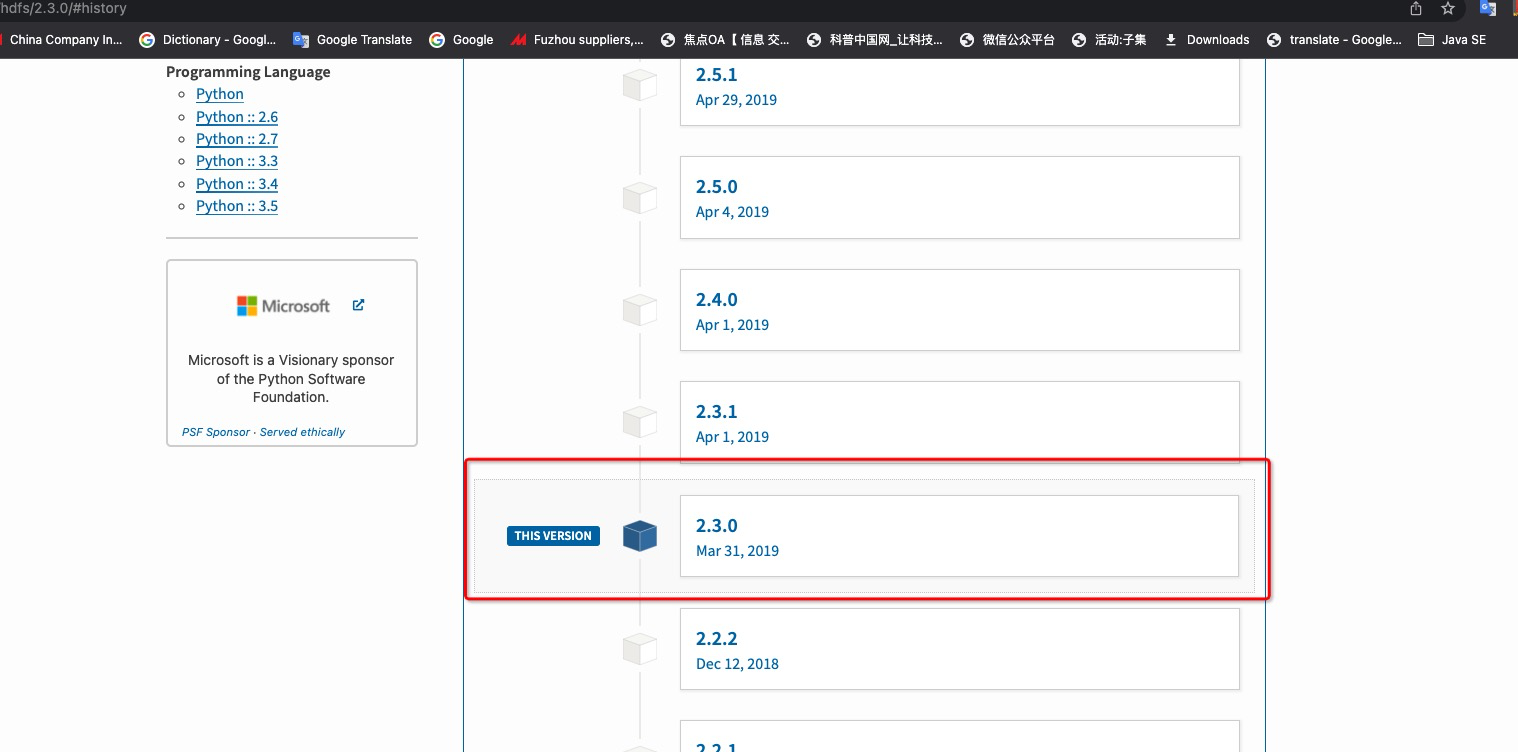 hdfs/2.3.0/#history
China Company In... Dictionary - Googl... Google Translate Google Fuzhou suppliers,... 焦点OA【 信息 交... 科普中国网_让科技... 微信公众平台 活动:子集 Downloads translate - Google... Java SE
Programming Language
Python
Python :: 2.6
Python :: 2.7
Python :: 3.3
Python :: 3.4
Python :: 3.5
Microsoft
Microsoft is a Visionary sponsor
of the Python Software
Foundation.
PSF Sponsor · Served ethically
2.5.1
Apr 29, 2019
2.5.0
Apr 4, 2019
2.4.0
Apr 1, 2019
2.3.1
Apr 1, 2019
THIS VERSION
2.3.0
Mar 31, 2019
2.2.2
Dec 12, 2018
2.2.1